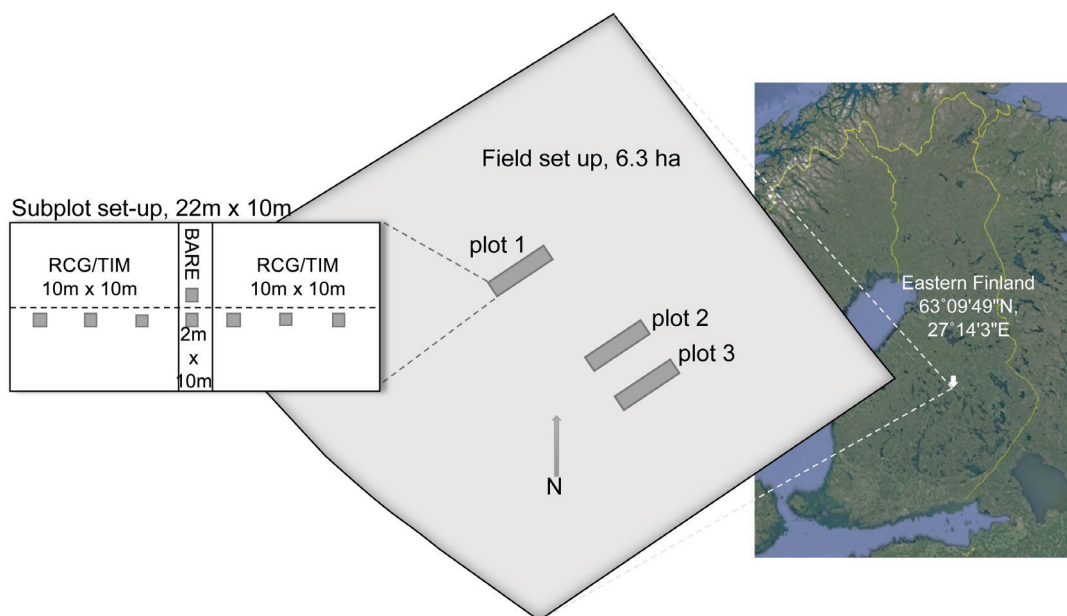 Field set up, 6.3 ha
Subplot set-up, 22m x 10m
BARE
RCG/TIM
10m x 10m
RCG/TIM
10m x 10m
2m
x
10m
plot 1
plot 2
plot 3
N
Eastern Finland
63°09'49"N,
27°14'3"E